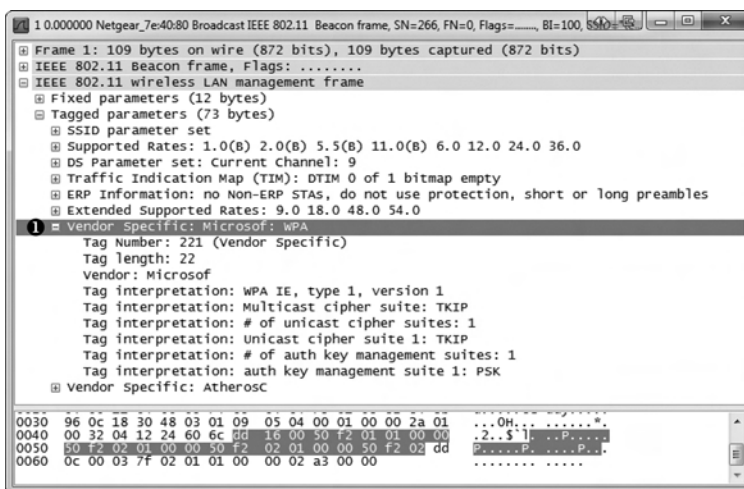 1 0.000000 Netgear_7e:40:80 Broadcast IEEE 802.11 Beacon frame, SN=266, FN=0, Flags=........, BI=100, SSID=
Frame 1: 109 bytes on wire (872 bits), 109 bytes captured (872 bits)
IEEE 802.11 Beacon frame, Flags: ........
IEEE 802.11 wireless LAN management frame
Fixed parameters (12 bytes)
Tagged parameters (73 bytes)
SSID parameter set
Supported Rates: 1.0(B) 2.0(B) 5.5(B) 11.0(B) 6.0 12.0 24.0 36.0
DS Parameter set: Current Channel: 9
Traffic Indication Map (TIM): DTIM 0 of 1 bitmap empty
ERP Information: no Non-ERP STAs, do not use protection, short or long preambles
Extended Supported Rates: 9.0 18.0 48.0 54.0
1 Vendor Specific: Microsof: WPA
Tag Number: 221 (Vendor Specific)
Tag length: 22
Vendor: Microsof
Tag interpretation: WPA IE, type 1, version 1
Tag interpretation: Multicast cipher suite: TKIP
Tag interpretation: # of unicast cipher suites: 1
Tag interpretation: Unicast cipher suite 1: TKIP
Tag interpretation: # of auth key management suites: 1
Tag interpretation: auth key management suite 1: PSK
Vendor Specific: AtherosC
0030 96 0c 18 30 48 03 01 09 05 04 00 01 00 00 2a 01 ...0H... ......*.
0040 00 32 04 12 24 60 6c dd 16 00 50 f2 01 01 00 00 .2..$`l. ..P.....
0050 50 f2 02 01 00 00 50 f2 02 01 00 00 50 f2 02 dd P.....P. ....P...
0060 0c 00 03 7f 02 01 01 00 00 02 a3 00 00 ........ .....